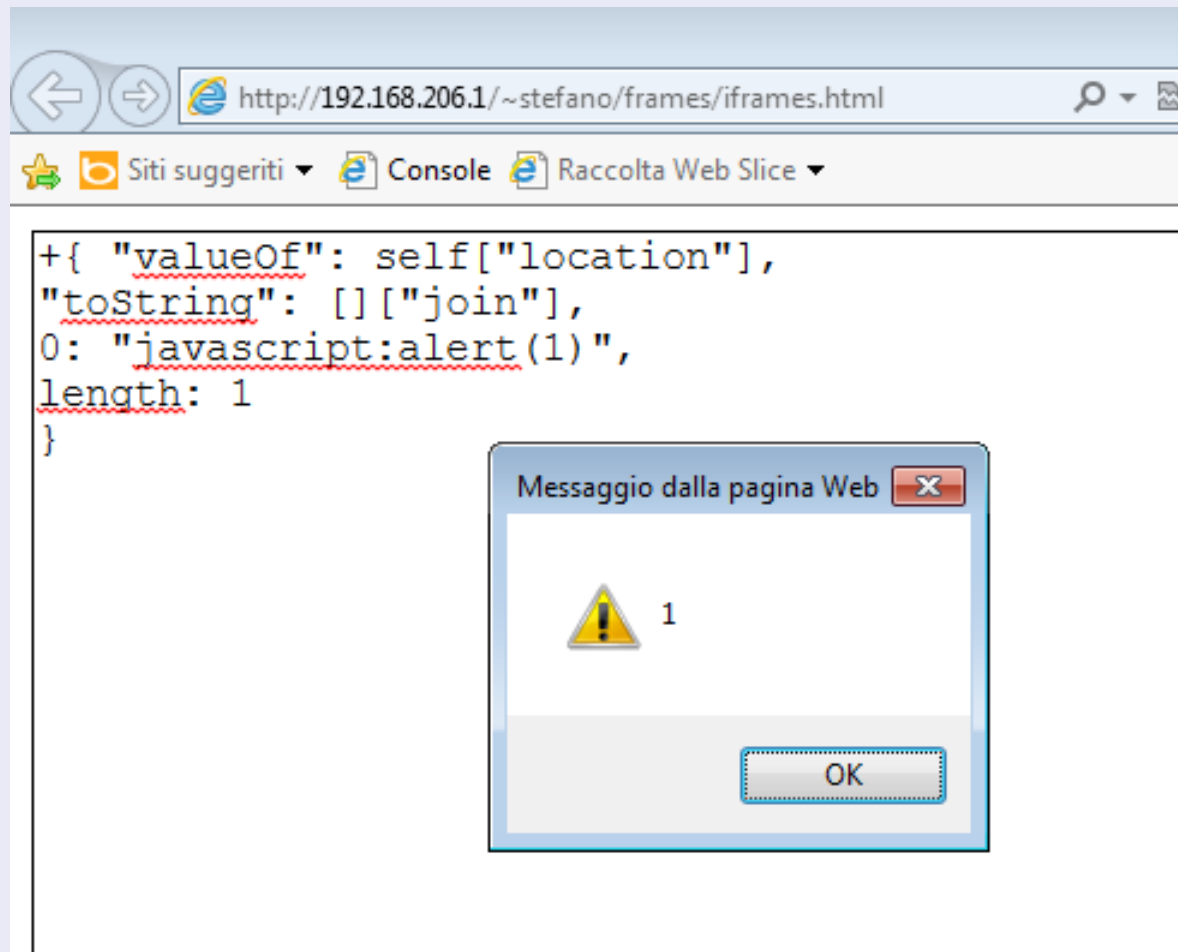 http://192.168.206.1/~stefano/frames/iframes.html
Siti suggeriti Console Raccolta Web Slice
+{ "valueOf": self["location"],
"toString": []["join"],
0: "javascript:alert(1)",
length: 1
}
Messaggio dalla pagina Web
1
OK